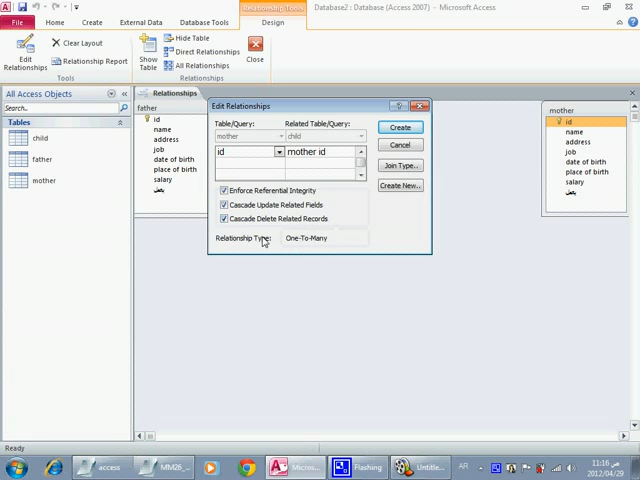 Relationship Tools
Database2 : Database (Access 2007) - Microsoft Access
File
Home
Create
External Data
Database Tools
Design
Edit
Relationships
Clear Layout
Relationship Report
Tools
Show
Table
Hide Table
Direct Relationships
All Relationships
Close
Relationships
All Access Objects
Search...
Tables
child
father
mother
Relationships
father
id
name
address
job
date of birth
place of birth
salary
Edit Relationships
Table/Query:
Related Table/Query:
mother
child
id
mother id
Enforce Referential Integrity
Cascade Update Related Fields
Cascade Delete Related Records
Relationship Type:
One-To-Many
Create
Cancel
Join Type..
Create New..
mother
id
name
address
job
date of birth
place of birth
salary
Ready
access
MM26_...
Micros...
Flashing
Untitle...
AR
11:16 ص
2012/04/29